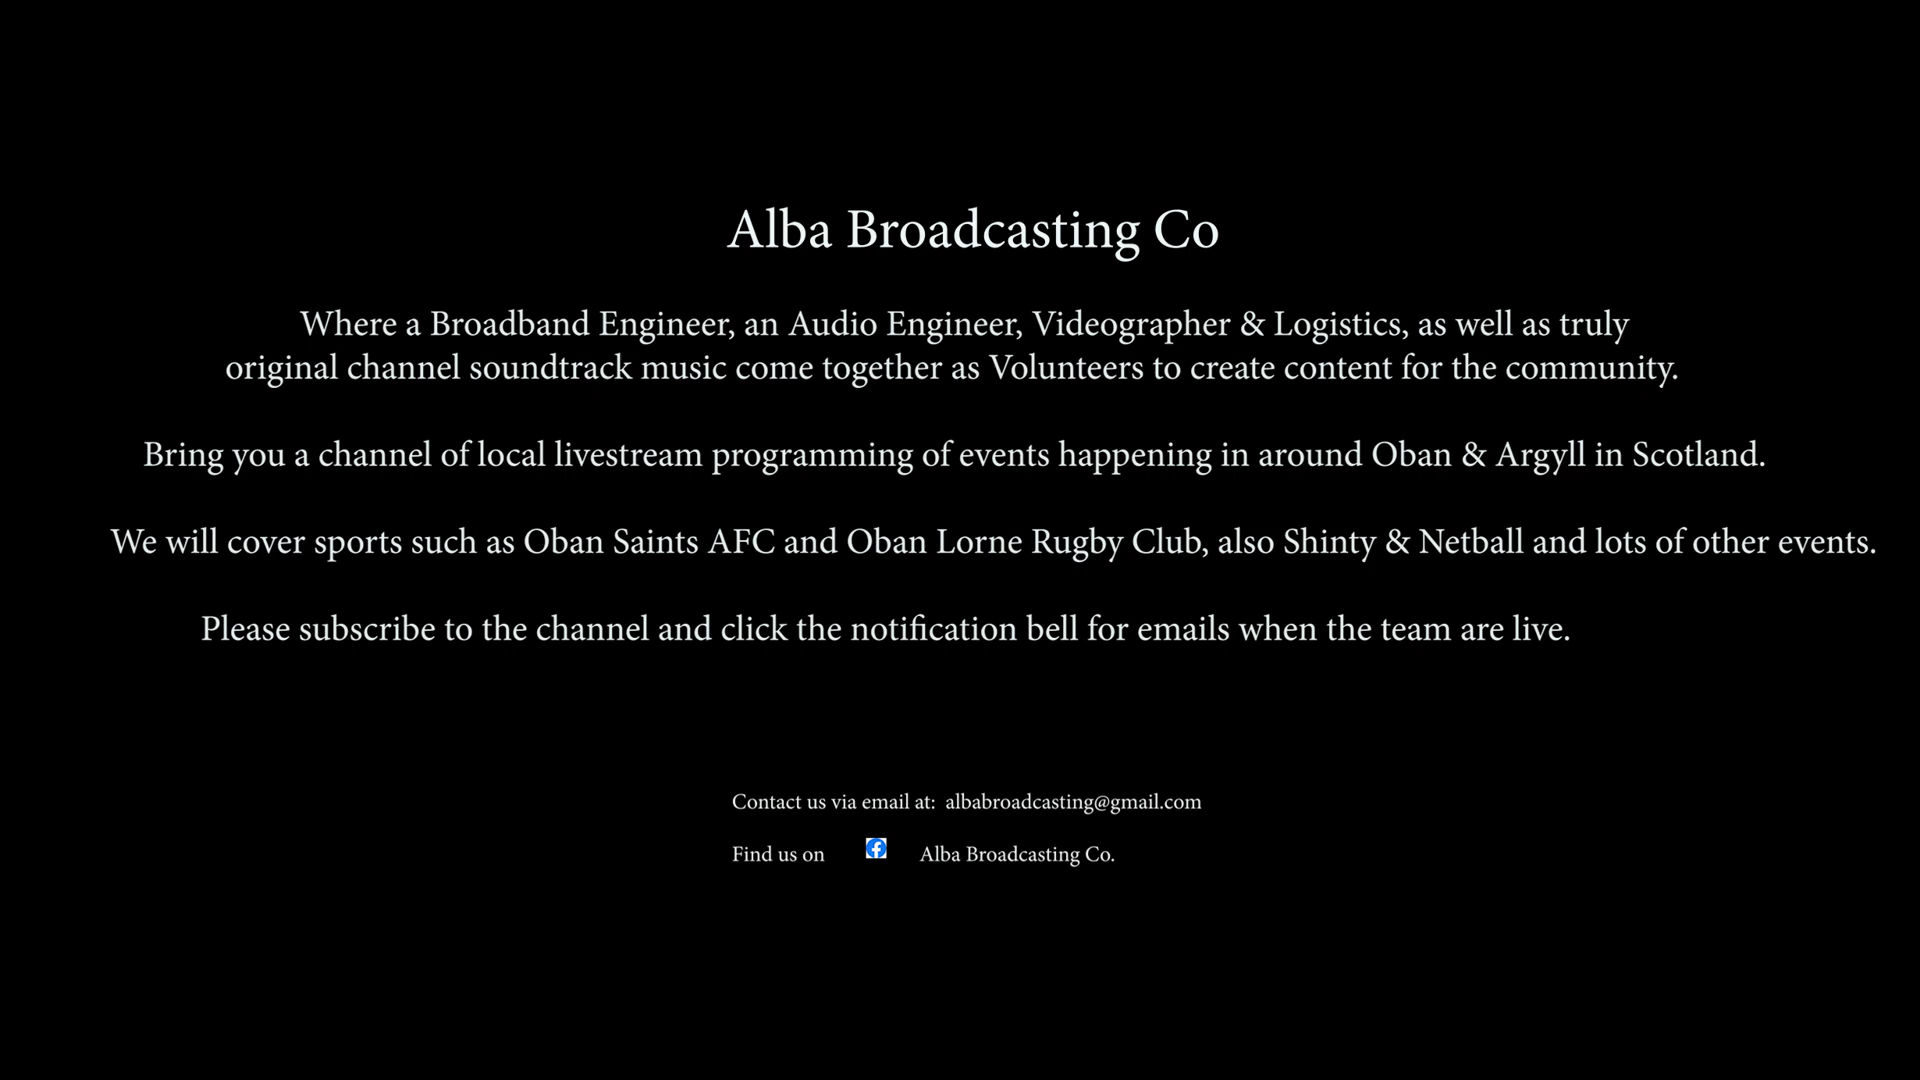 Alba Broadcasting Co
Where a Broadband Engineer, an Audio Engineer, Videographer & Logistics, as well as truly
original channel soundtrack music come together as Volunteers to create content for the community.
Bring you a channel of local livestream programming of events happening in around Oban & Argyll in Scotland.
We will cover sports such as Oban Saints AFC and Oban Lorne Rugby Club, also Shinty & Netball and lots of other events.
Please subscribe to the channel and click the notification bell for emails when the team are live.
Contact us via email at: albabroadcasting@gmail.com
Find us on Alba Broadcasting Co.